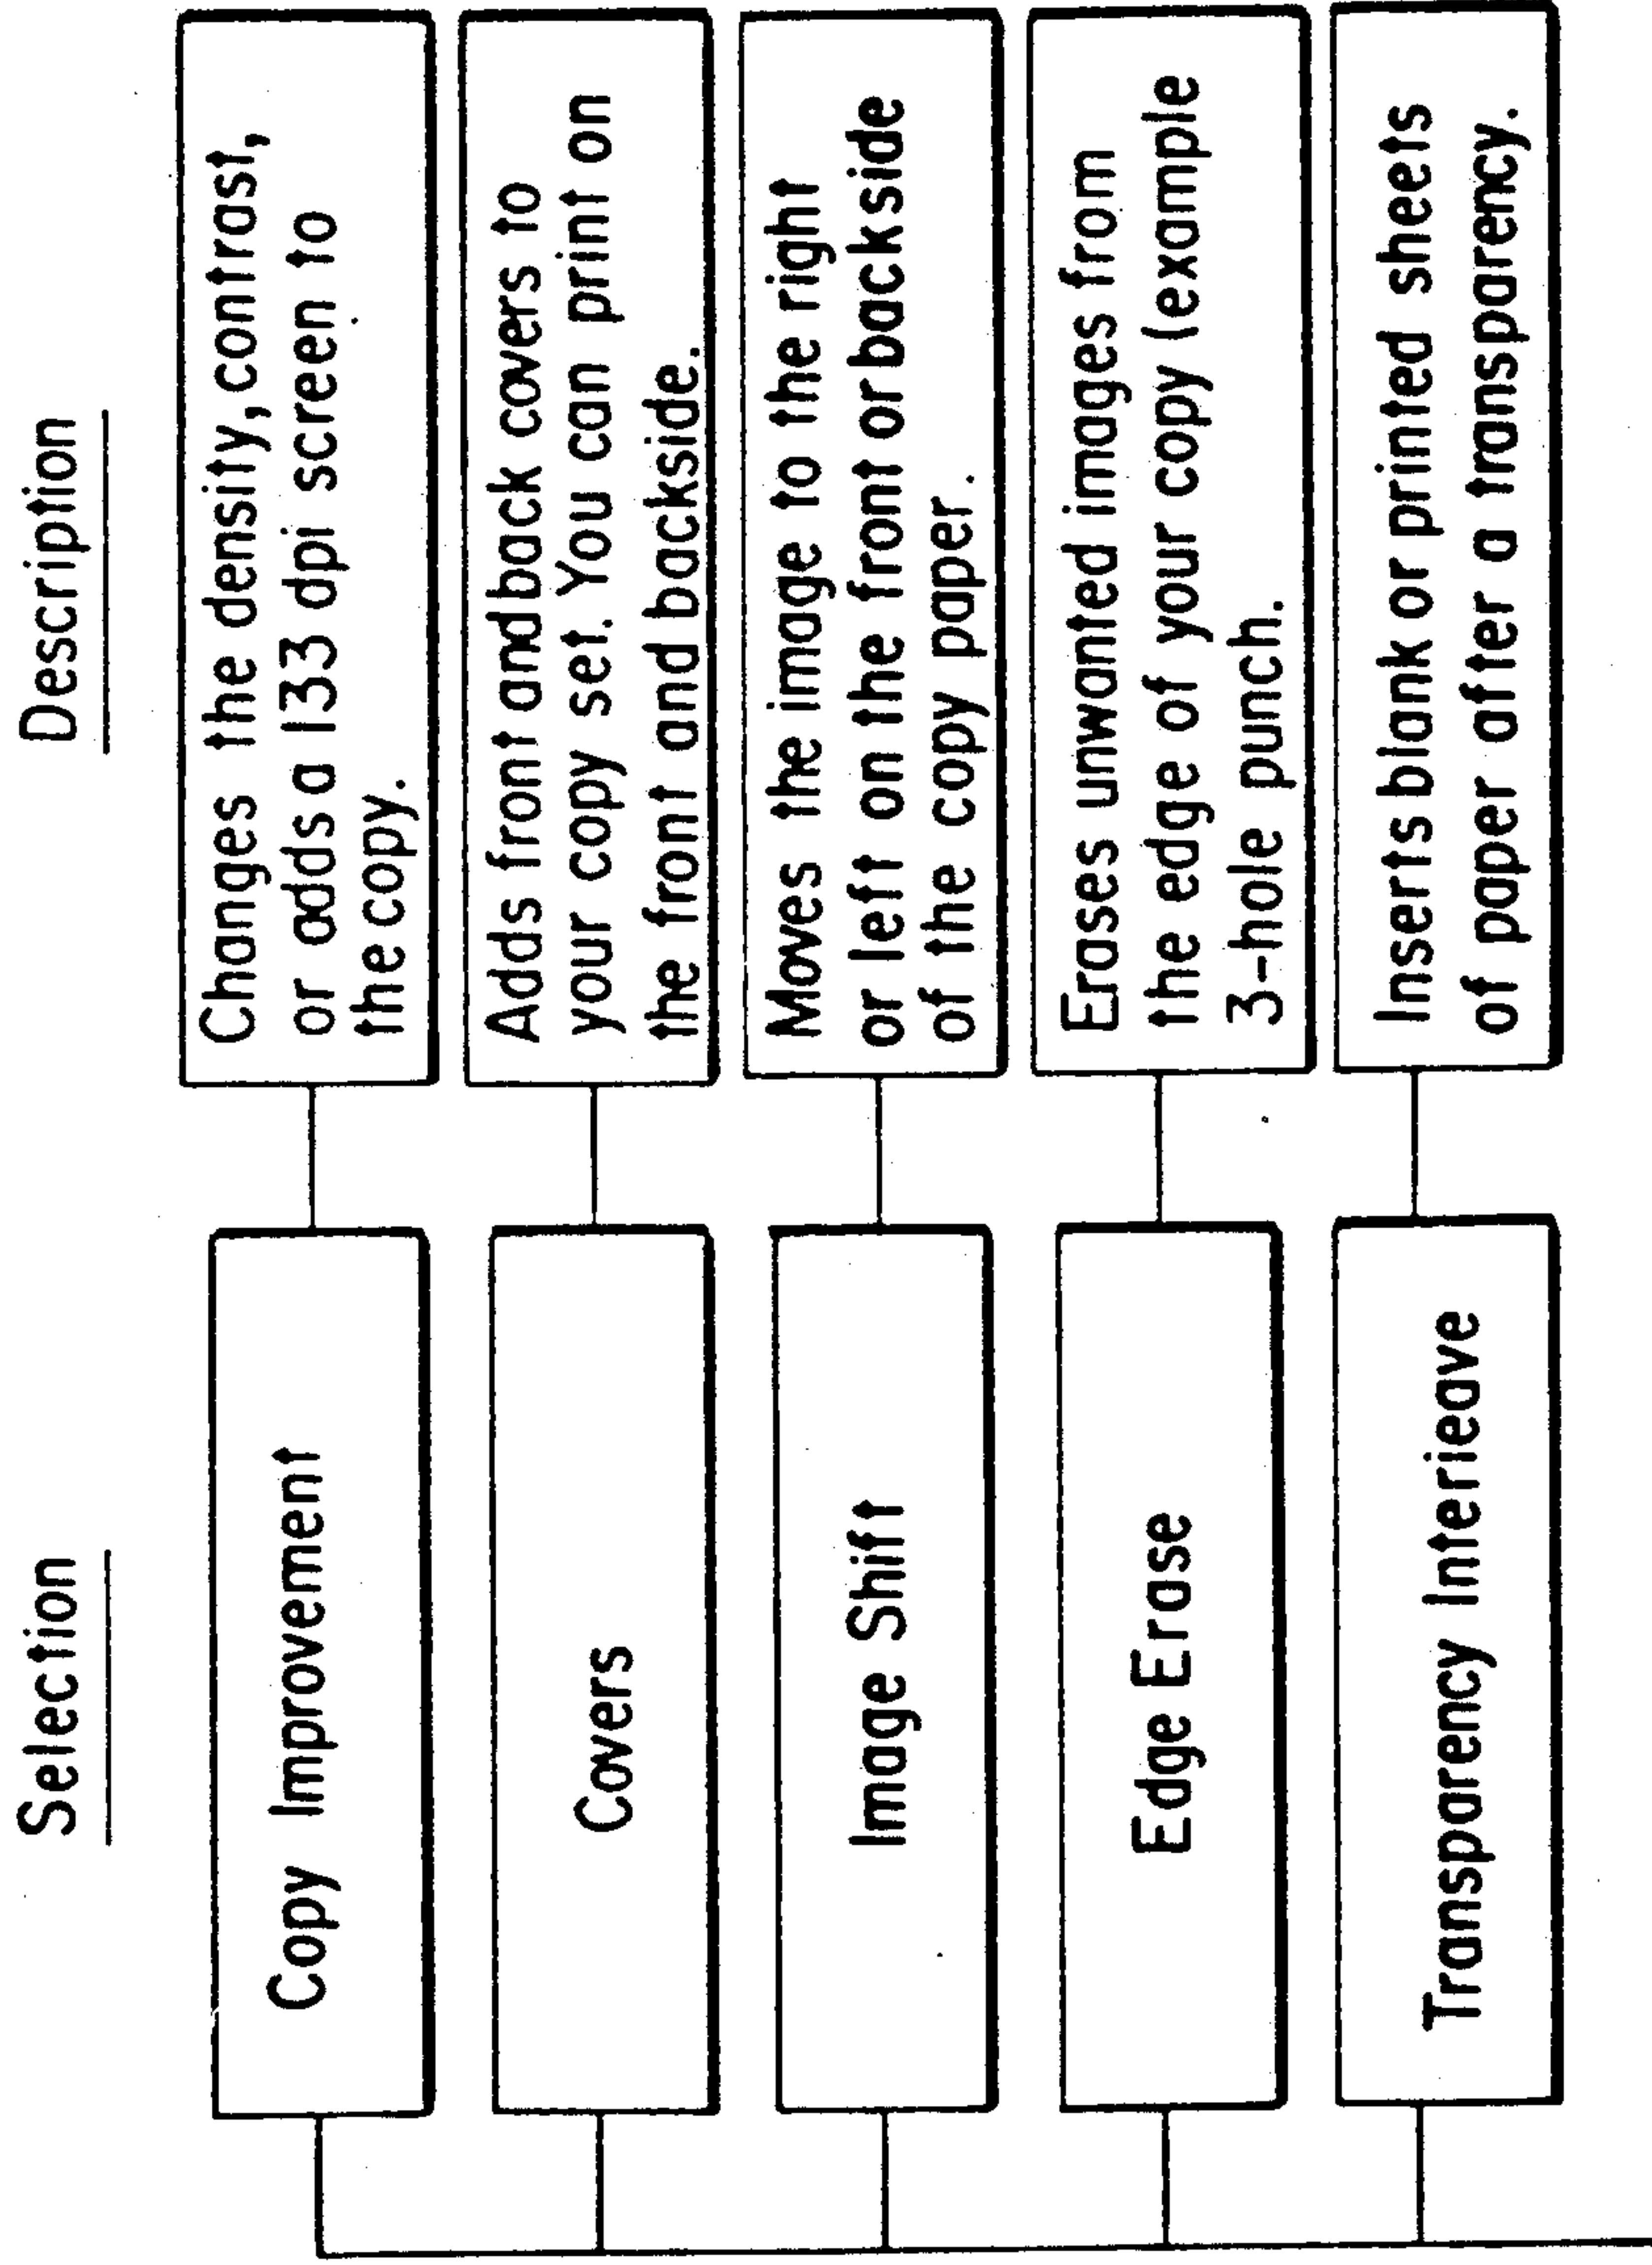 Selection
Description
Copy Improvement
Changes the density, contrast,
or adds a 133 dpi screen to
the copy.
Covers
Adds front and back covers to
your copy set. You can print on
the front and backside.
Image Shift
Moves the image to the right
or left on the front or backside
of the copy paper.
Edge Erase
Erases unwanted images from
the edge of your copy (example
3-hole punch.
Transparency Interieave
Inserts blank or printed sheets
of paper after a transparency.